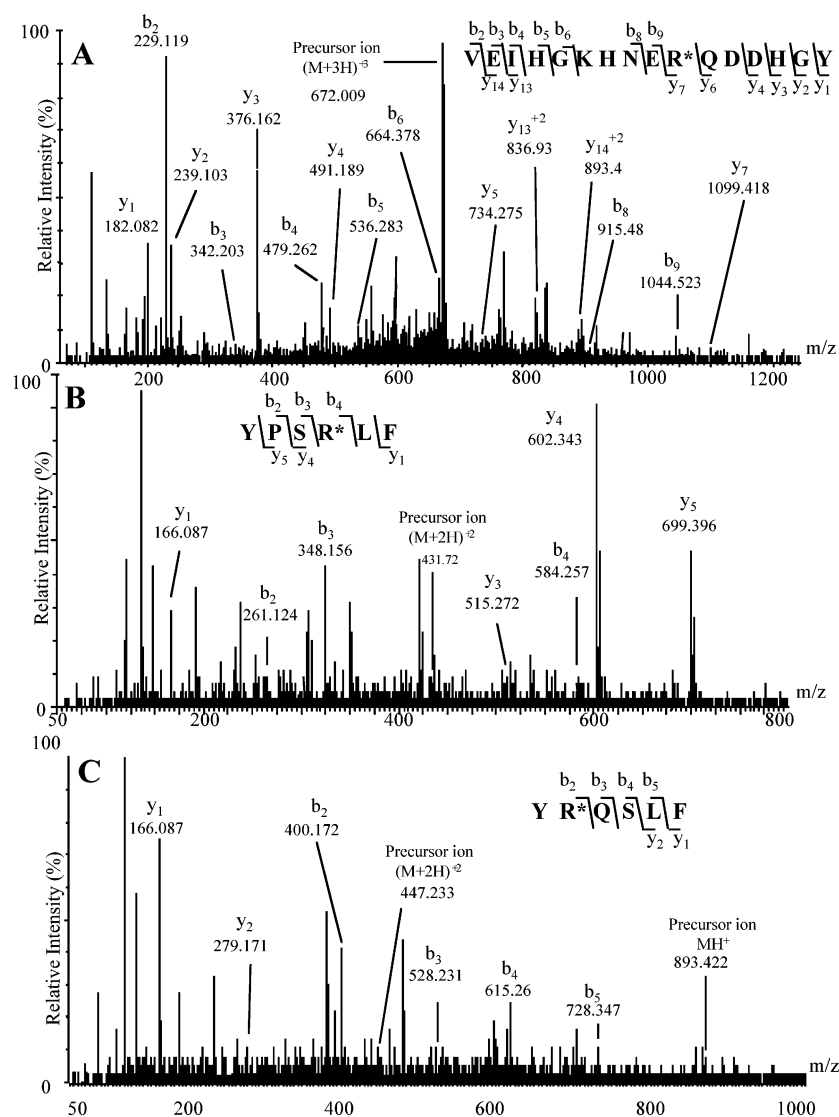 100
A
Relative Intensity (%)
b2
229.119
Precursor ion
(M+3H)+3
672.009
b2 b3 b4 b5 b6 b8 b9
V E I H G K H N E R* Q D D H G Y
y14 y13 y7 y6 y4 y3 y2 y1
y3
376.162
b6
664.378
y13+2
836.93
y14+2
893.4
y2
239.103
y4
491.189
y7
1099.418
y1
182.082
b3
342.203
b4
479.262
b5
536.283
y5
734.275
b8
915.48
b9
1044.523
0
200 400 600 800 1000 1200
m/z
100
B
Relative Intensity (%)
b2 b3 b4
Y P S R* L F
y5 y4 y1
y4
602.343
y1
166.087
b3
348.156
Precursor ion
(M+2H)+2
431.72
y5
699.396
b2
261.124
y3
515.272
b4
584.257
0
50 200 400 600 800
m/z
100
C
Relative Intensity (%)
b2 b3 b4 b5
Y R* Q S L F
y2 y1
y1
166.087
b2
400.172
Precursor ion
(M+2H)+2
447.233
y2
279.171
b3
528.231
b4
615.26
b5
728.347
Precursor ion
MH+
893.422
0
50 200 400 600 800 1000
m/z